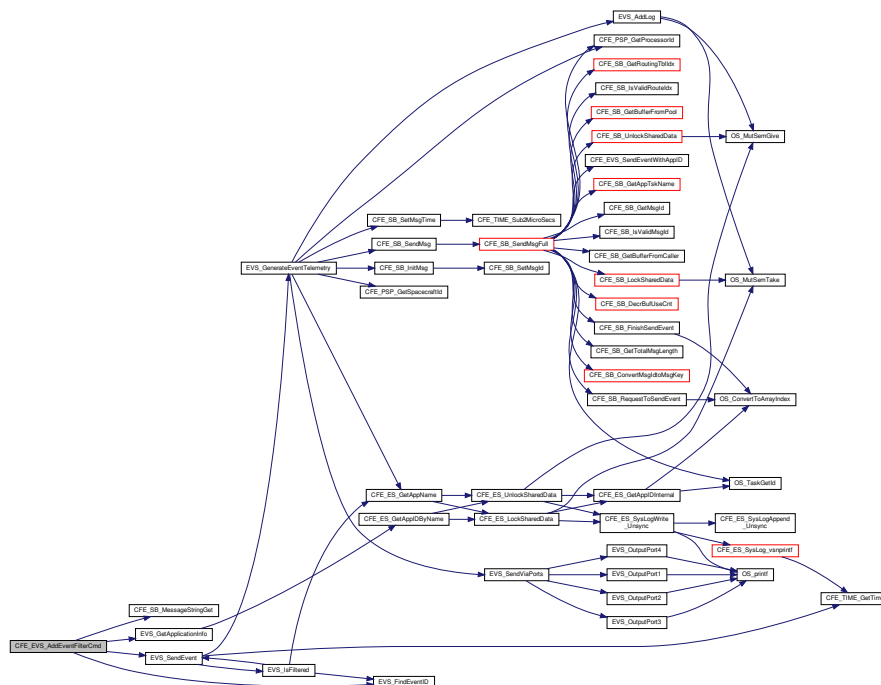 EVS_AddLog
CFE_PSP_GetProcessorId
CFE_SB_GetRoutingTblIdx
CFE_SB_IsValidRouteIdx
CFE_SB_GetBufferFromPool
CFE_SB_UnlockSharedData
OS_MutSemGive
CFE_EVS_SendEventWithAppID
CFE_SB_GetAppTskName
CFE_SB_GetMsgId
CFE_SB_SetMsgTime
CFE_TIME_Sub2MicroSecs
CFE_SB_IsValidMsgId
CFE_SB_SendMsg
CFE_SB_SendMsgFull
CFE_SB_GetBufferFromCaller
EVS_GenerateEventTelemetry
CFE_SB_InitMsg
CFE_SB_SetMsgId
CFE_SB_LockSharedData
OS_MutSemTake
CFE_PSP_GetSpacecraftId
CFE_SB_DecrBufUseCnt
CFE_SB_FinishSendEvent
CFE_SB_GetTotalMsgLength
CFE_SB_ConvertMsgIdtoMsgKey
CFE_SB_RequestToSendEvent
OS_ConvertToArrayIndex
OS_TaskGetId
CFE_ES_GetAppName
CFE_ES_UnlockSharedData
CFE_ES_GetAppIDInternal
CFE_ES_GetAppIDByName
CFE_ES_LockSharedData
CFE_ES_SysLogWrite
_Unsync
CFE_ES_SysLogAppend
_Unsync
CFE_ES_SysLog_vsnprintf
EVS_OutputPort4
EVS_SendViaPorts
EVS_OutputPort1
OS_printf
EVS_OutputPort2
CFE_TIME_GetTime
CFE_SB_MessageStringGet
EVS_OutputPort3
EVS_GetApplicationInfo
CFE_EVS_AddEventFilterCmd
EVS_SendEvent
EVS_IsFiltered
EVS_FindEventID